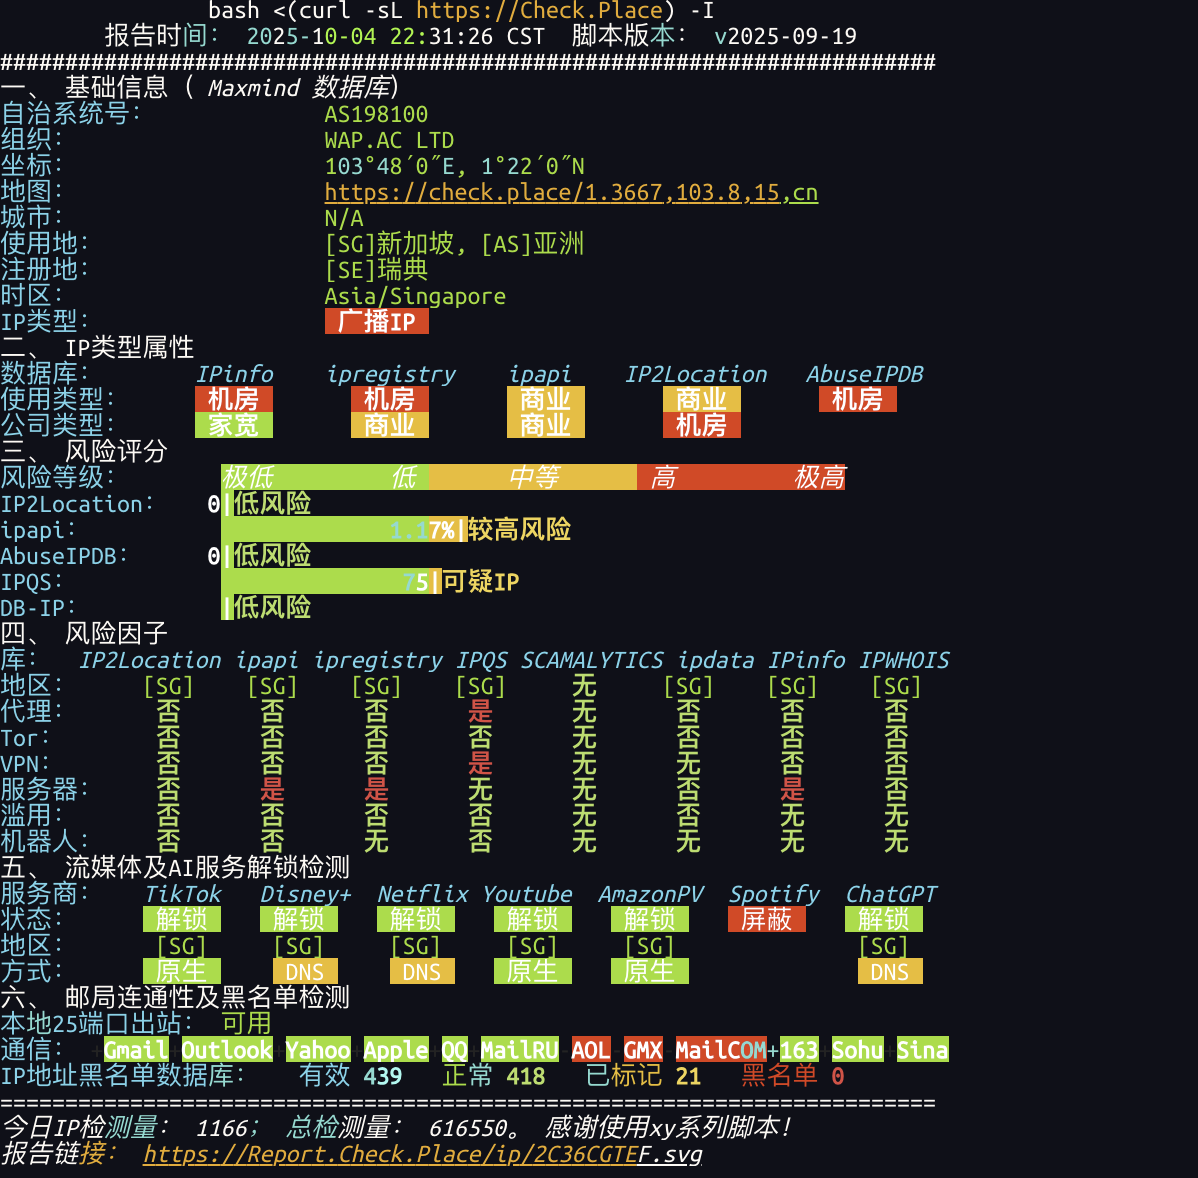 bash <(curl -sL https://Check.Place) -I
报告时间： 2025-10-04 22:31:26 CST 脚本版本： v2025-09-19
########################################################################
一、 基础信息（ Maxmind 数据库）
自治系统号： AS198100
组织： WAP.AC LTD
坐标： 103°48′0″E, 1°22′0″N
地图： https://check.place/1.3667,103.8,15,cn
城市： N/A
使用地： [SG]新加坡, [AS]亚洲
注册地： [SE]瑞典
时区： Asia/Singapore
IP类型： 广播IP
二、 IP类型属性
数据库： IPinfo ipregistry ipapi IP2Location AbuseIPDB
使用类型： 机房 机房 商业 商业 机房
公司类型： 家宽 商业 商业 机房
三、 风险评分
风险等级： 极低 低 中等 高 极高
IP2Location： 0|低风险
ipapi： 1.17%|较高风险
AbuseIPDB： 0|低风险
IPQS： 75|可疑IP
DB-IP： |低风险
四、 风险因子
库： IP2Location ipapi ipregistry IPQS SCAMALYTICS ipdata IPinfo IPWHOIS
地区： [SG] [SG] [SG] [SG] 无 [SG] [SG] [SG]
代理： 否 否 否 是 无 否 否 否
Tor： 否 否 否 否 无 否 否 否
VPN： 否 否 否 是 无 无 否 否
服务器： 否 是 是 无 无 否 是 否
滥用： 否 否 否 否 无 否 无 无
机器人： 否 否 无 否 无 无 无 无
五、 流媒体及AI服务解锁检测
服务商： TikTok Disney+ Netflix Youtube AmazonPV Spotify ChatGPT
状态： 解锁 解锁 解锁 解锁 解锁 屏蔽 解锁
地区： [SG] [SG] [SG] [SG] [SG] [SG]
方式： 原生 DNS DNS 原生 原生 DNS
六、 邮局连通性及黑名单检测
本地25端口出站： 可用
通信： +Gmail+Outlook+Yahoo+Apple+QQ+MailRU-AOL-GMX-MailCOM+163+Sohu+Sina
IP地址黑名单数据库： 有效 439 正常 418 已标记 21 黑名单 0
========================================================================
今日IP检测量： 1166； 总检测量： 616550。 感谢使用xy系列脚本！
报告链接： https://Report.Check.Place/ip/2C36CGTEF.svg